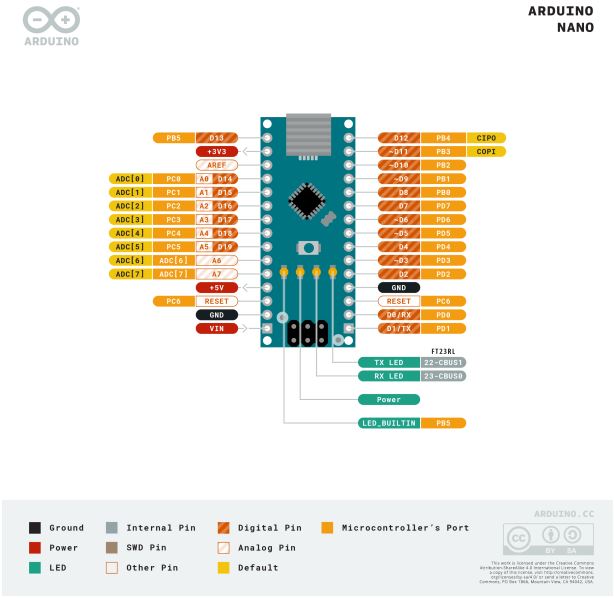 ARDUINO
ARDUINO
NANO
PB5 D13
+3V3
AREF
ADC[0] PC0 A0 D14
ADC[1] PC1 A1 D15
ADC[2] PC2 A2 D16
ADC[3] PC3 A3 D17
ADC[4] PC4 A4 D18
ADC[5] PC5 A5 D19
ADC[6] ADC[6] A6
ADC[7] ADC[7] A7
+5V
PC6 RESET
GND
VIN
D12 PB4 CIPO
~D11 PB3 COPI
~D10 PB2
~D9 PB1
D8 PB0
D7 PD7
~D6 PD6
~D5 PD5
D4 PD4
~D3 PD3
D2 PD2
GND
RESET PC6
D0/RX PD0
D1/TX PD1
FT23RL
TX LED 22-CBUS1
RX LED 23-CBUS0
Power
LED_BUILTIN PB5
Ground Internal Pin Digital Pin Microcontroller's Port
Power SWD Pin Analog Pin
LED Other Pin Default
ARDUINO.CC
CC
BY SA
This work is licensed under the Creative Commons
Attribution-ShareAlike 4.0 International License. To view
a copy of this license, visit http://creativecommons.
org/licenses/by-sa/4.0/ or send a letter to Creative
Commons, PO Box 1866, Mountain View, CA 94042, USA.